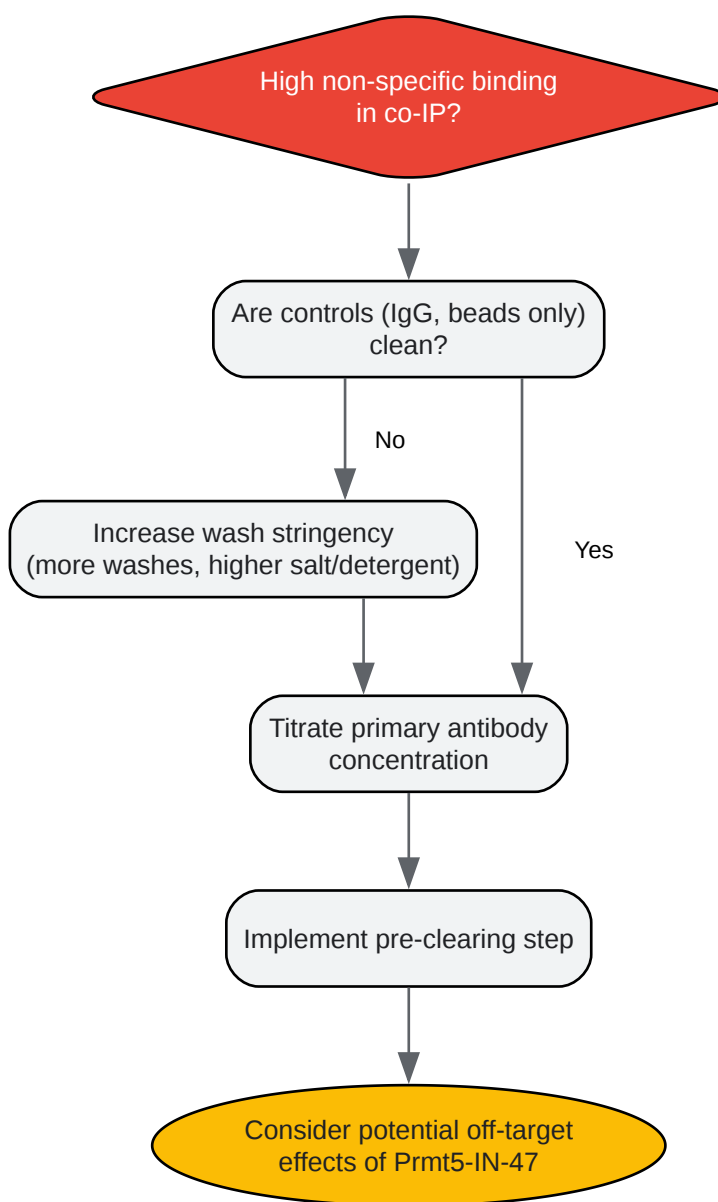 High non-specific binding
in co-IP?
Are controls (IgG, beads only)
clean?
No
Increase wash stringency
(more washes, higher salt/detergent)
Yes
Titrate primary antibody
concentration
Implement pre-clearing step
Consider potential off-target
effects of Prmt5-IN-47